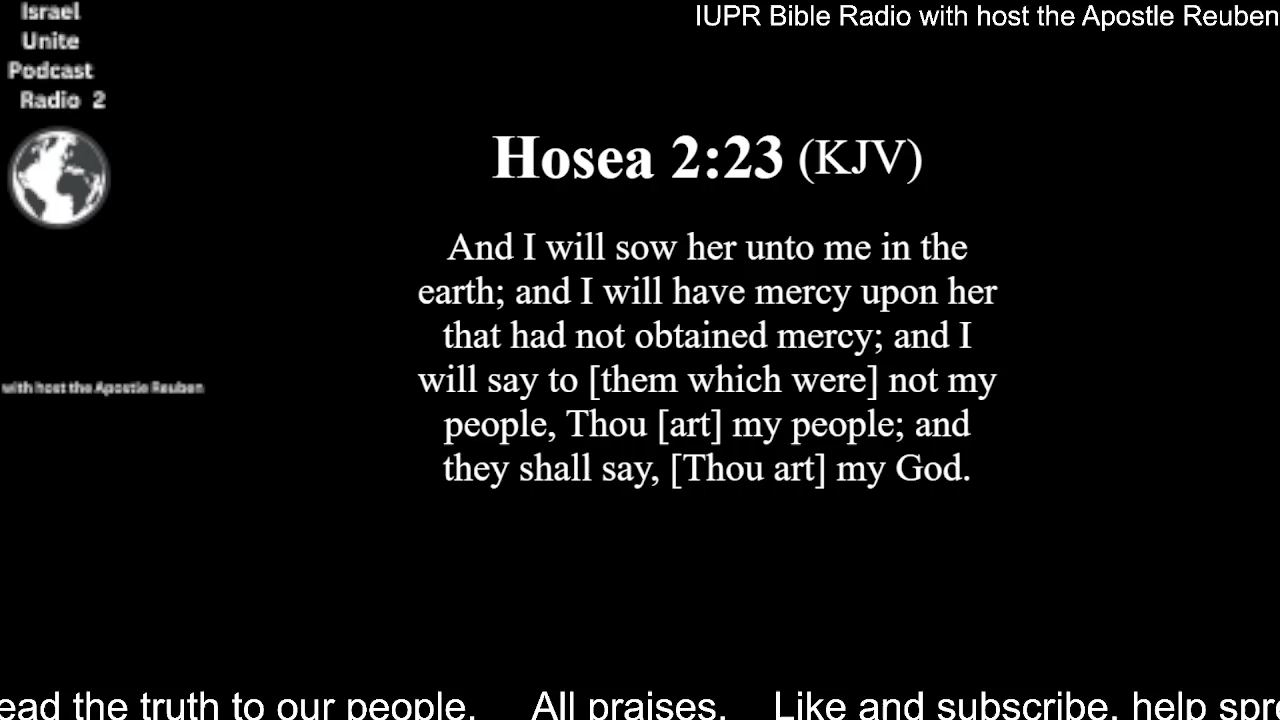 Israel
Unite
Podcast
Radio 2
IUPR Bible Radio with host the Apostle Reuben
Hosea 2:23 (KJV)
And I will sow her unto me in the
earth; and I will have mercy upon her
that had not obtained mercy; and I
will say to [them which were] not my
people, Thou [art] my people; and
they shall say, [Thou art] my God.
with host the Apostle Reuben
ead the truth to our people. All praises. Like and subscribe, help spre